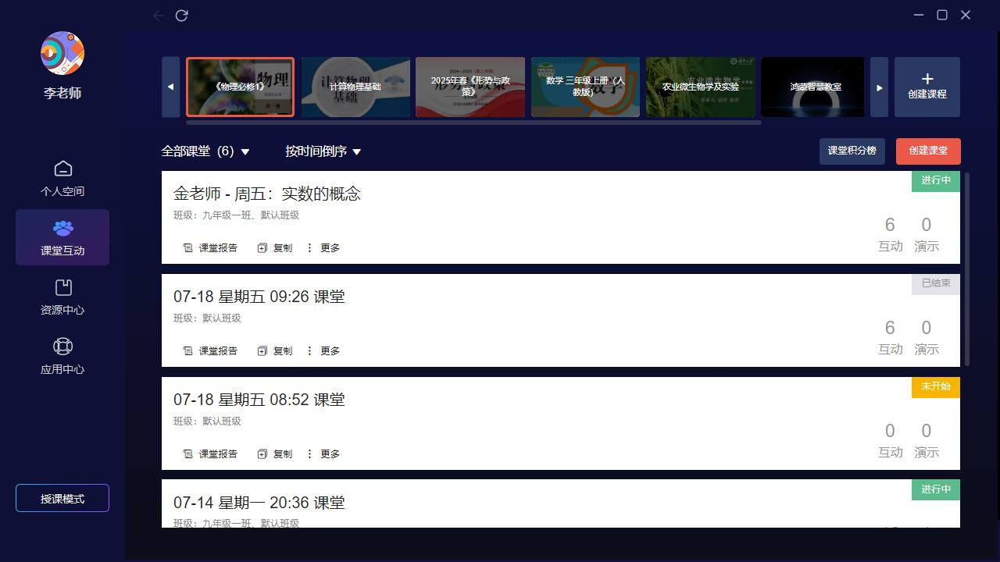 李老师
个人空间
课堂互动
资源中心
应用中心
授课模式
《物理必修1》
计算物理基础
2025年春《形势与政
策》
数学 三年级上册（人
教版）
农业微生物学及实验
鸿蒙智慧教室
创建课程
全部课堂（6）
按时间倒序
课堂积分榜
创建课堂
金老师 - 周五：实数的概念
进行中
班级：九年级一班、默认班级
6 0
互动 演示
课堂报告 复制 更多
07-18 星期五 09:26 课堂
已结束
班级：默认班级
6 0
互动 演示
课堂报告 复制 更多
07-18 星期五 08:52 课堂
未开始
班级：默认班级
0 0
互动 演示
课堂报告 复制 更多
07-14 星期一 20:36 课堂
进行中
班级：九年级一班、默认班级